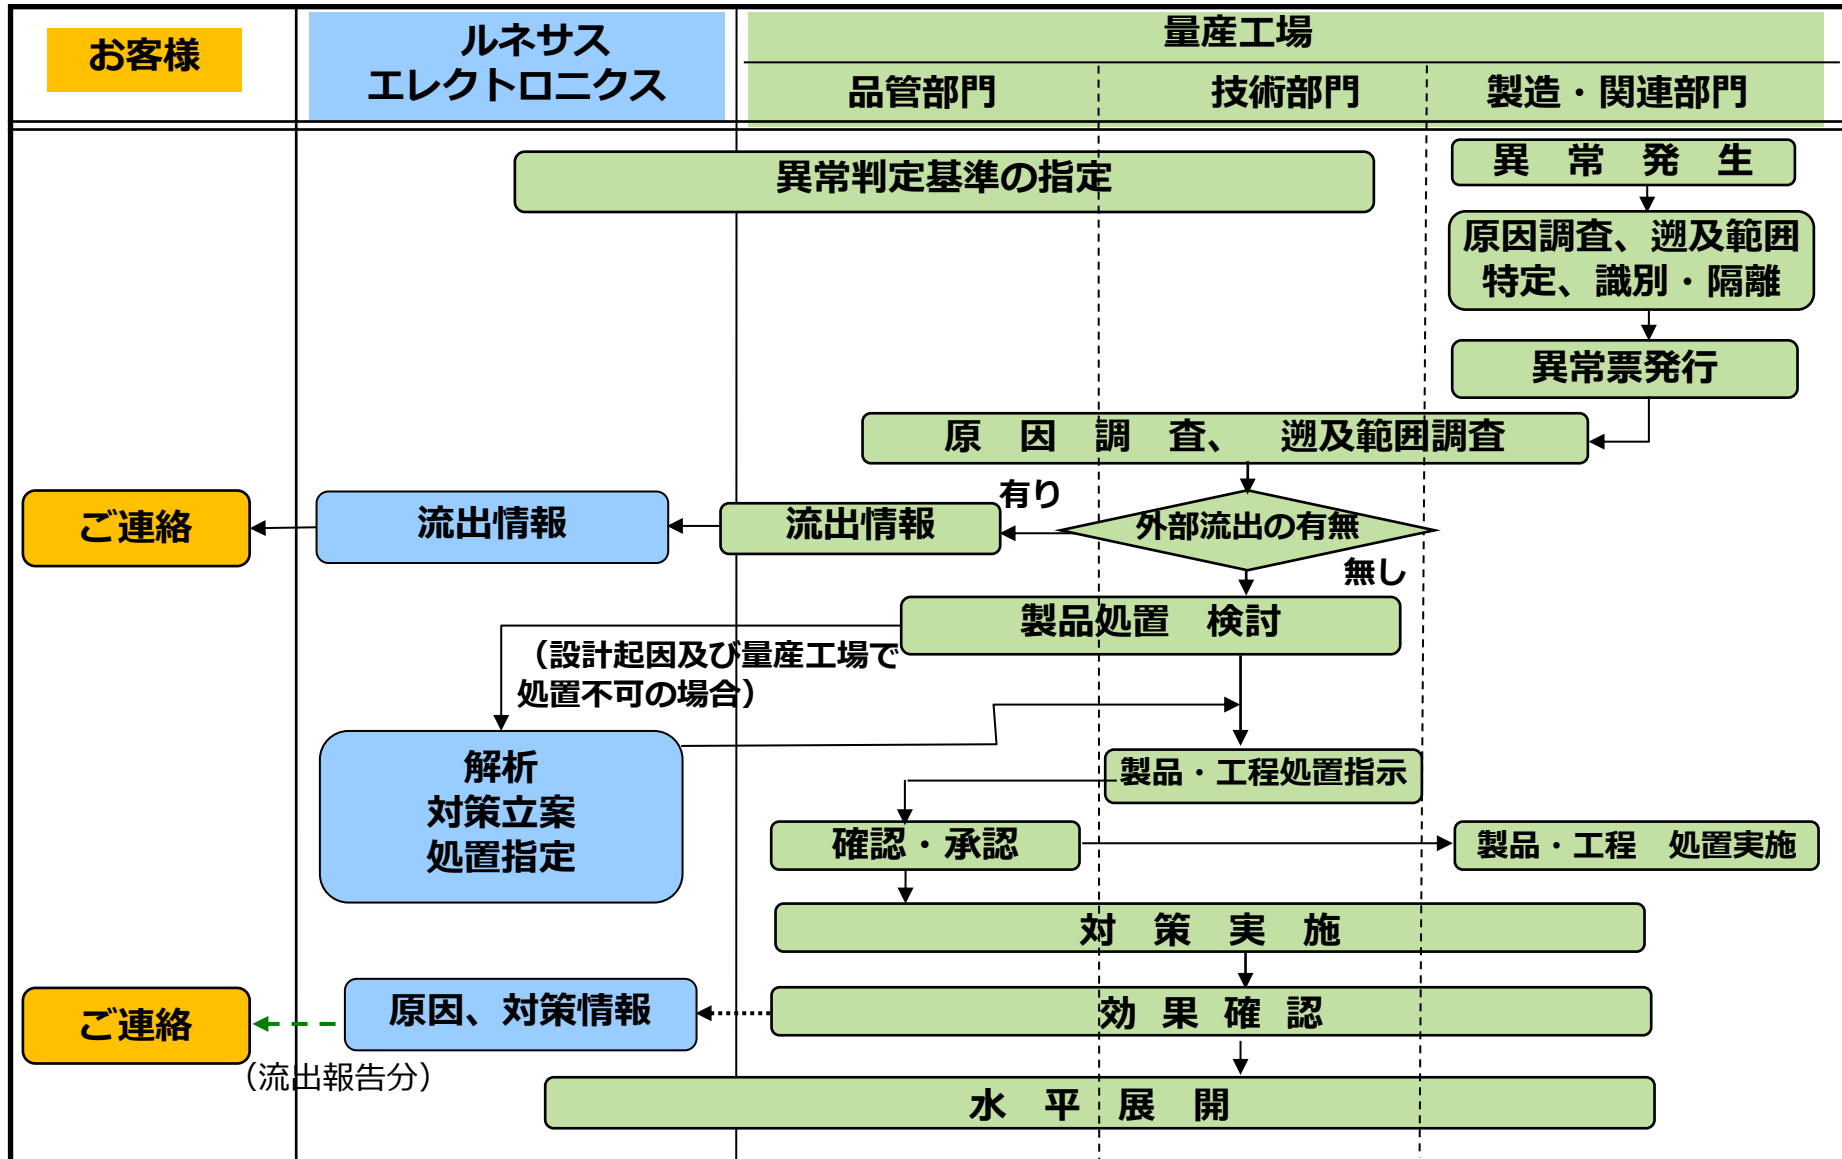 お客様
ルネサス
エレクトロニクス
量産工場
品管部門
技術部門
製造・関連部門
異常判定基準の指定
異　常　発　生
原因調査、遡及範囲
特定、識別・隔離
異常票発行
原　因　調　査、　遡及範囲調査
有り
外部流出の有無
流出情報
流出情報
ご連絡
無し
製品処置　検討
（設計起因及び量産工場で
処置不可の場合）
解析
対策立案
処置指定
製品・工程処置指示
確認・承認
製品・工程　処置実施
対　策　実　施
効 果 確 認
原因、対策情報
ご連絡
（流出報告分）
水　平　展　開